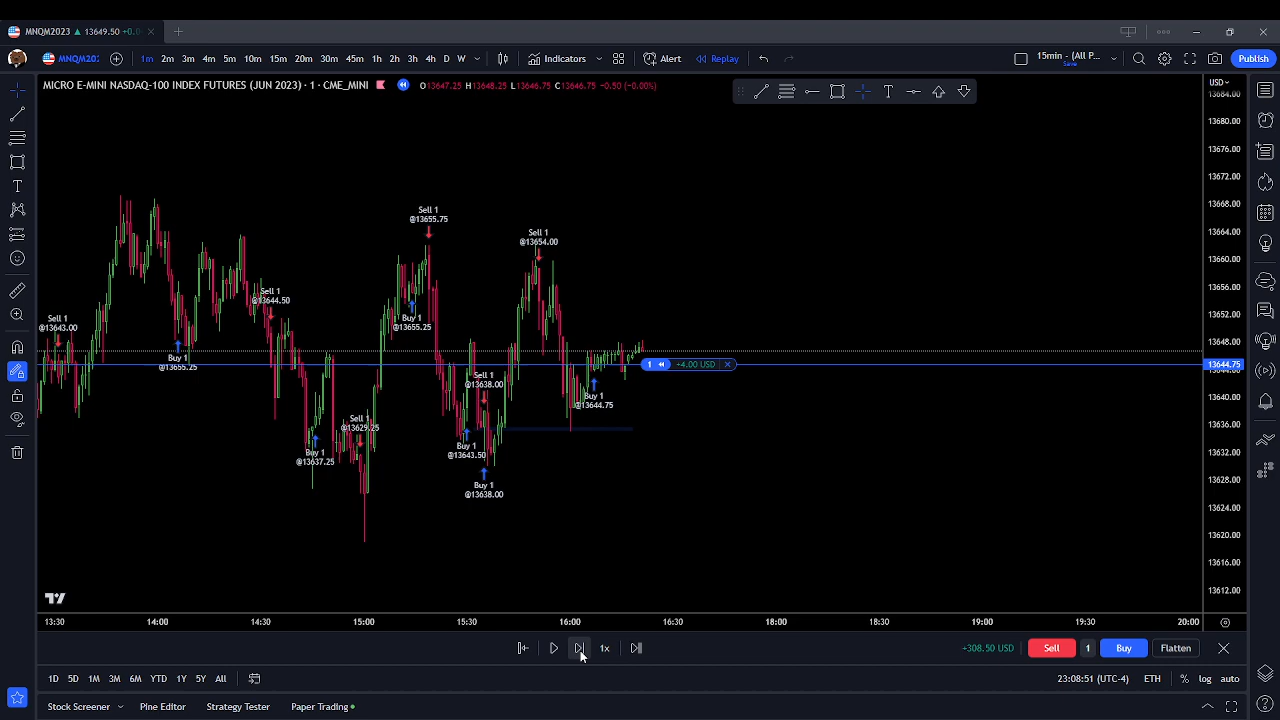 MNQM2023 ▲ 13649.50 +0.0
MNQM202 1m 2m 3m 4m 5m 10m 15m 20m 30m 45m 1h 2h 3h 4h D W Indicators Alert Replay 15min - (All P... Save Publish
MICRO E-MINI NASDAQ-100 INDEX FUTURES (JUN 2023) · 1 · CME_MINI O13647.25 H13648.25 L13646.75 C13646.75 -0.50 (-0.00%)
USD
13684.00
13680.00
13676.00
13672.00
13668.00
13664.00
13660.00
13656.00
13652.00
13648.00
13644.75
13640.00
13636.00
13632.00
13628.00
13624.00
13620.00
13616.00
13612.00
Sell 1
@13643.00
Buy 1
@13655.25
Sell 1
@13644.50
Buy 1
@13637.25
Sell 1
@13629.25
Buy 1
@13655.25
Sell 1
@13655.75
Buy 1
@13643.50
Sell 1
@13638.00
Buy 1
@13638.00
Sell 1
@13654.00
Buy 1
@13644.75
1 +4.00 USD
13:30 14:00 14:30 15:00 15:30 16:00 16:30 17:00 17:30 18:00 18:30 19:00 19:30 20:00
1x +308.50 USD Sell 1 Buy Flatten
1D 5D 1M 3M 6M YTD 1Y 5Y All 23:08:51 (UTC-4) ETH % log auto
Stock Screener Pine Editor Strategy Tester Paper Trading